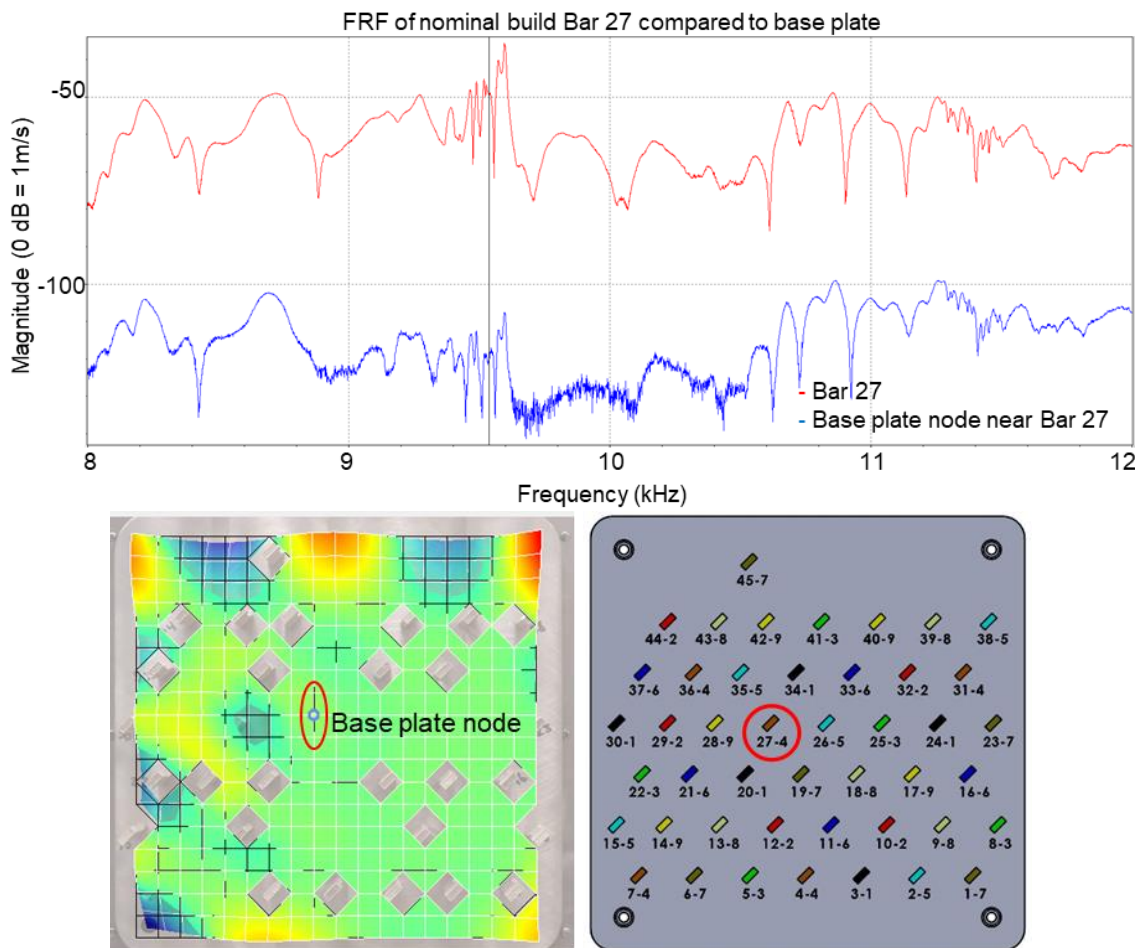 FRF of nominal build Bar 27 compared to base plate
Magnitude (0 dB = 1m/s)
-50
-100
Bar 27
Base plate node near Bar 27
8 9 10 11 12
Frequency (kHz)
Base plate node
45-7
44-2 43-8 42-9 41-3 40-9 39-8 38-5
37-6 36-4 35-5 34-1 33-6 32-2 31-4
30-1 29-2 28-9 27-4 26-5 25-3 24-1 23-7
22-3 21-6 20-1 19-7 18-8 17-9 16-6
15-5 14-9 13-8 12-2 11-6 10-2 9-8 8-3
7-4 6-7 5-3 4-4 3-1 2-5 1-7